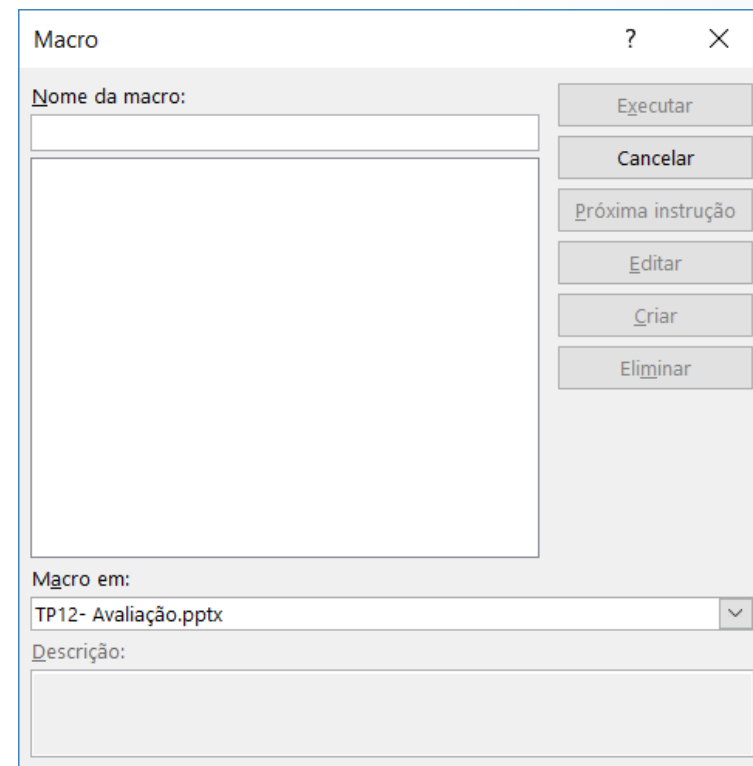 Macro
?
Nome da macro:
Executar
Cancelar
Próxima instrução
Editar
Criar
Eliminar
Macro em:
TP12- Avaliação.pptx
Descrição: